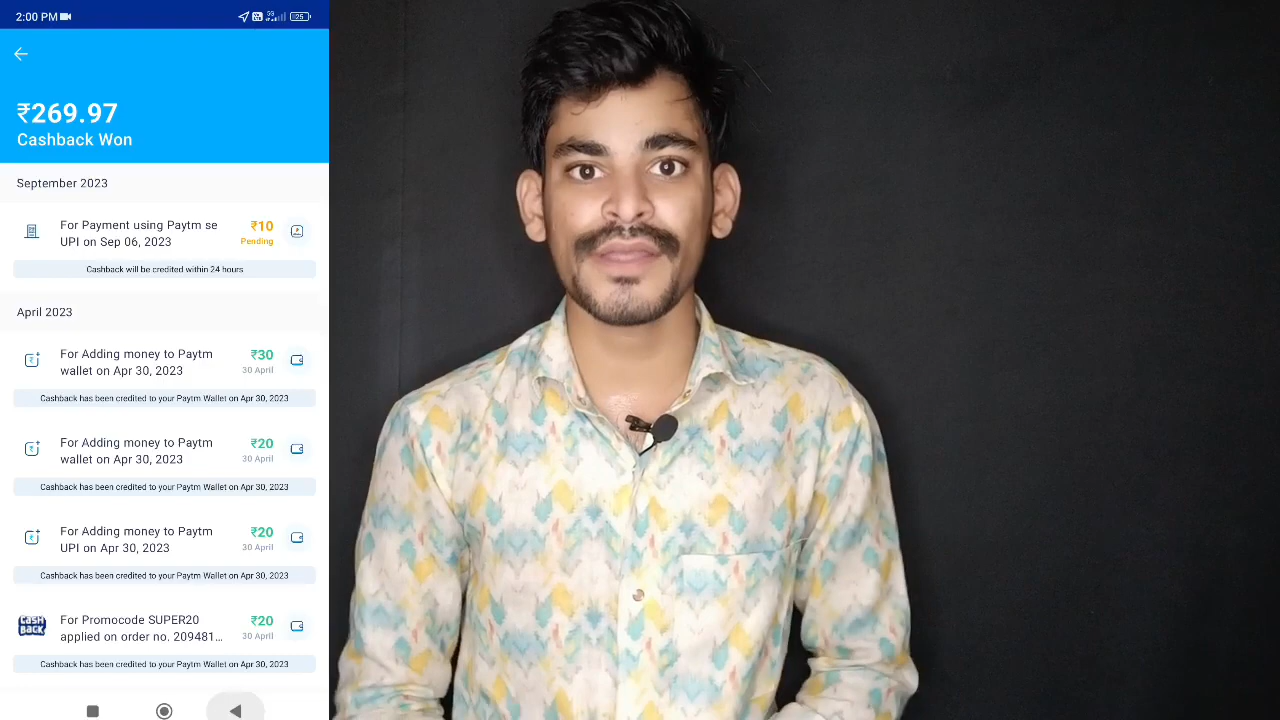 2:00 PM
5G
25
₹269.97
Cashback Won
September 2023
For Payment using Paytm se
UPI on Sep 06, 2023
₹10
Pending
Cashback will be credited within 24 hours
April 2023
For Adding money to Paytm
wallet on Apr 30, 2023
₹30
30 April
Cashback has been credited to your Paytm Wallet on Apr 30, 2023
For Adding money to Paytm
wallet on Apr 30, 2023
₹20
30 April
Cashback has been credited to your Paytm Wallet on Apr 30, 2023
For Adding money to Paytm
UPI on Apr 30, 2023
₹20
30 April
Cashback has been credited to your Paytm Wallet on Apr 30, 2023
CASH
BACK
For Promocode SUPER20
applied on order no. 209481...
₹20
30 April
Cashback has been credited to your Paytm Wallet on Apr 30, 2023